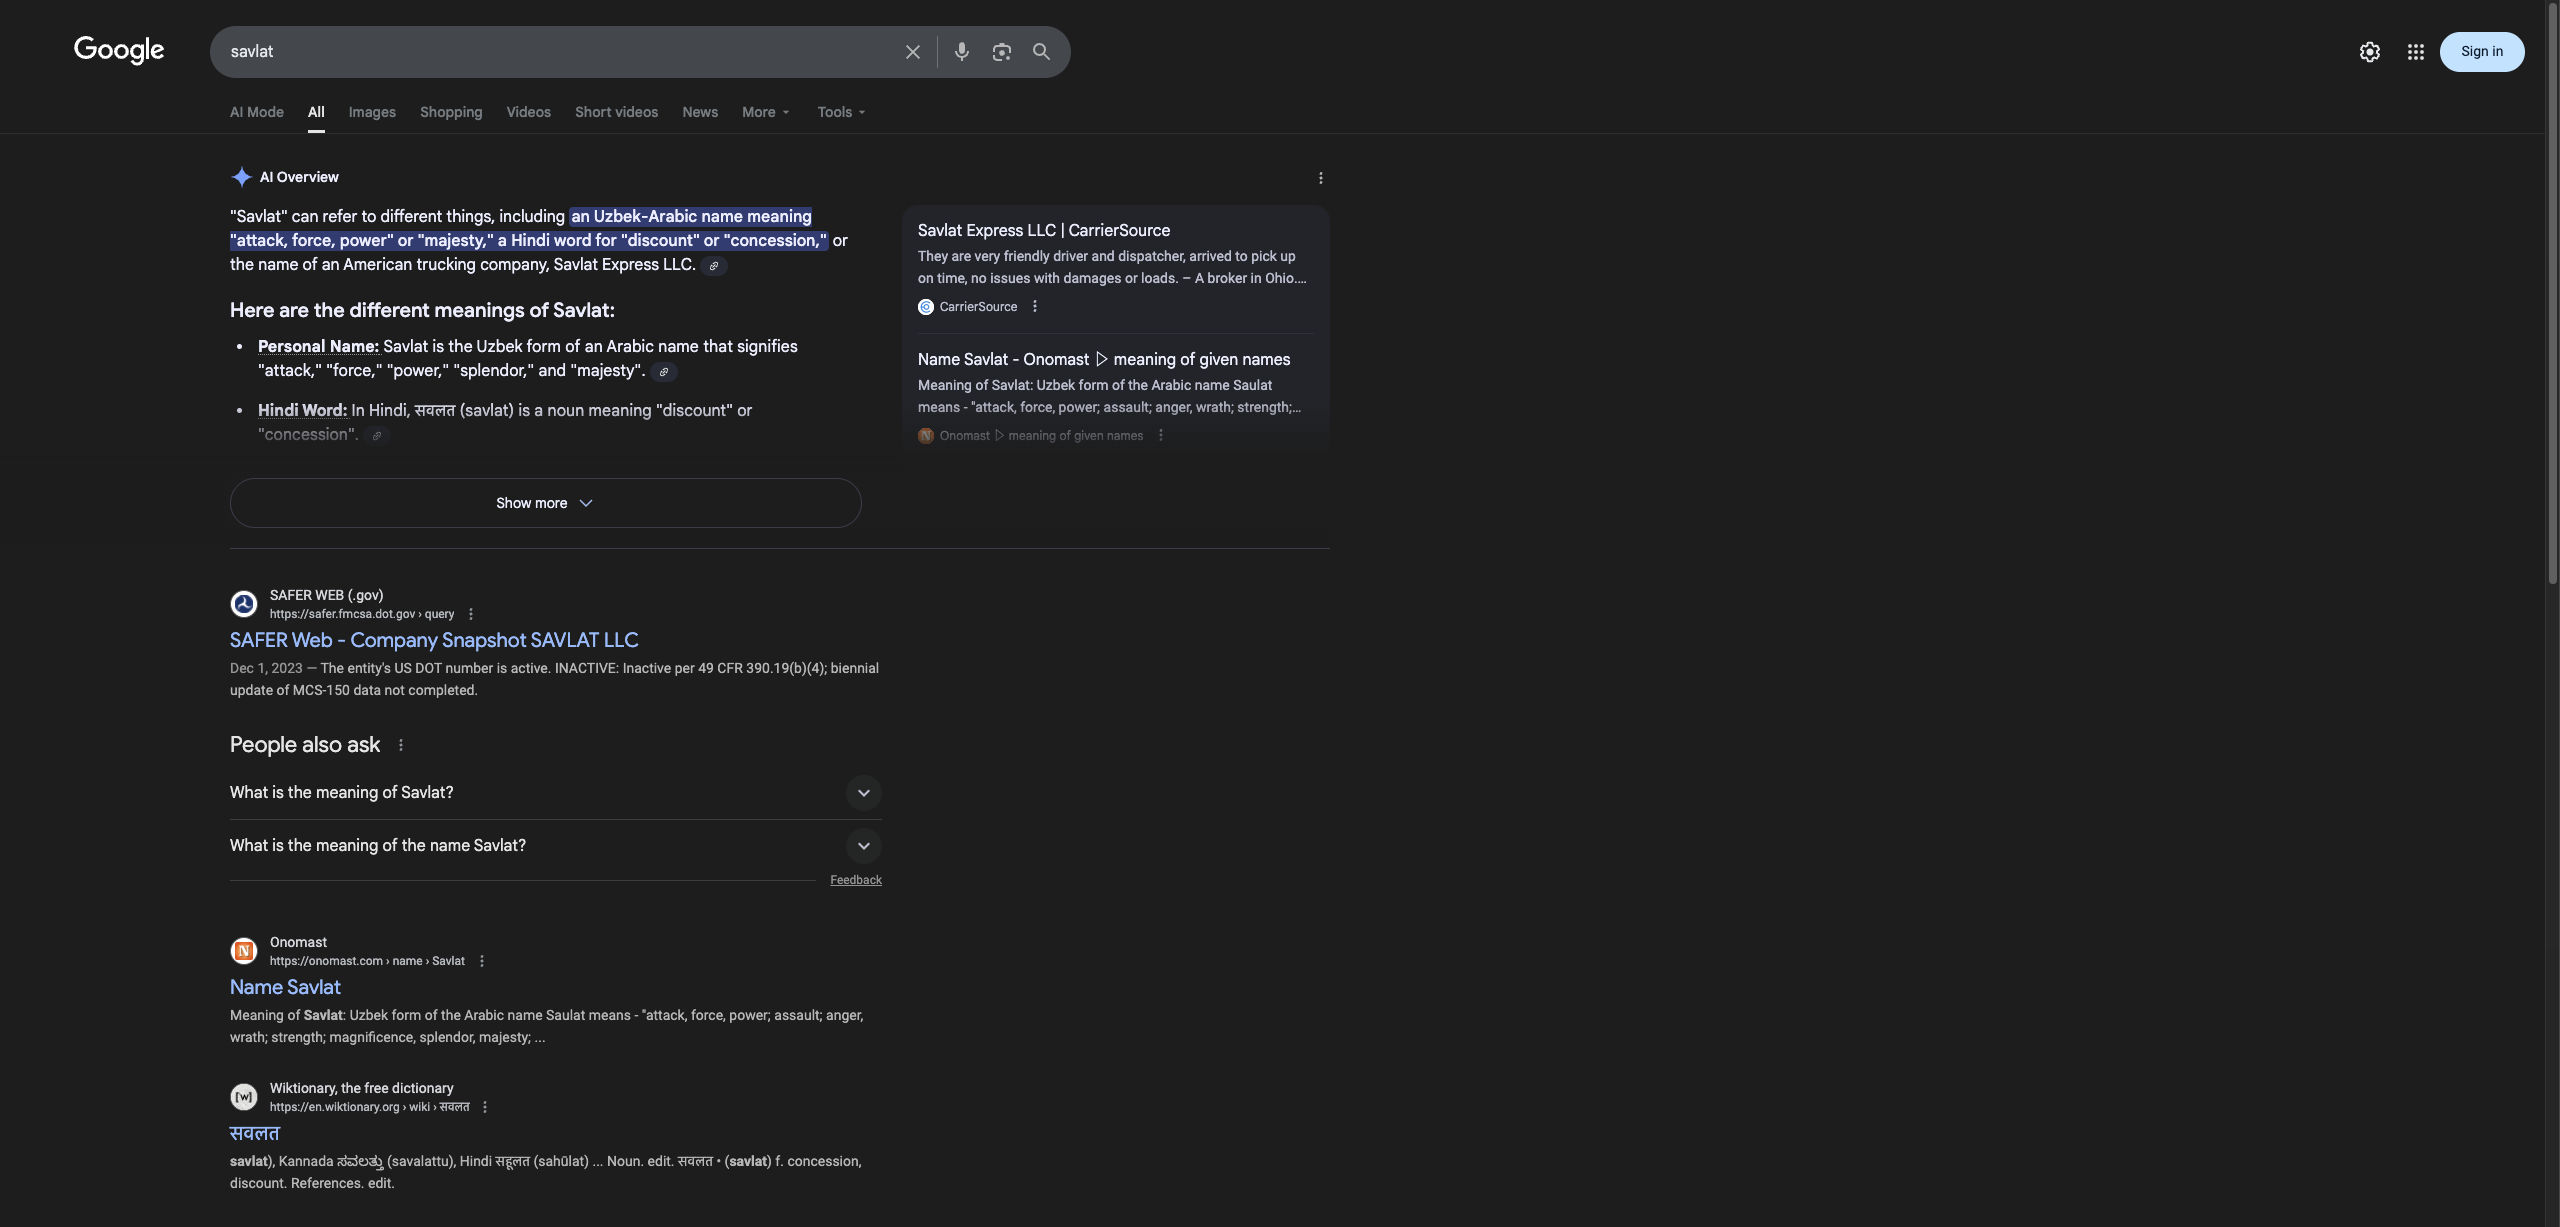 Google
savlat
Sign in
AI Mode
All
Images
Shopping
Videos
Short videos
News
More
Tools
AI Overview
"Savlat" can refer to different things, including an Uzbek-Arabic name meaning
"attack, force, power" or "majesty," a Hindi word for "discount" or "concession," or
the name of an American trucking company, Savlat Express LLC.
Here are the different meanings of Savlat:
• Personal Name: Savlat is the Uzbek form of an Arabic name that signifies
"attack," "force," "power," "splendor," and "majesty".
• Hindi Word: In Hindi, सवलत (savlat) is a noun meaning "discount" or
"concession".
Show more
Savlat Express LLC | CarrierSource
They are very friendly driver and dispatcher, arrived to pick up
on time, no issues with damages or loads. – A broker in Ohio....
CarrierSource
Name Savlat - Onomast ▷ meaning of given names
Meaning of Savlat: Uzbek form of the Arabic name Saulat
means - "attack, force, power; assault; anger, wrath; strength;...
N
Onomast ▷ meaning of given names
SAFER WEB (.gov)
https://safer.fmcsa.dot.gov › query
SAFER Web - Company Snapshot SAVLAT LLC
Dec 1, 2023 — The entity's US DOT number is active. INACTIVE: Inactive per 49 CFR 390.19(b)(4); biennial
update of MCS-150 data not completed.
People also ask
What is the meaning of Savlat?
What is the meaning of the name Savlat?
Feedback
N
Onomast
https://onomast.com › name › Savlat
Name Savlat
Meaning of Savlat: Uzbek form of the Arabic name Saulat means - "attack, force, power; assault; anger,
wrath; strength; magnificence, splendor, majesty; ...
[w]
Wiktionary, the free dictionary
https://en.wiktionary.org › wiki › सवलत
सवलत
savlat), Kannada ಸವಲತ್ತು (savalattu), Hindi सहूलत (sahūlat) ... Noun. edit. सवलत • (savlat) f. concession,
discount. References. edit.